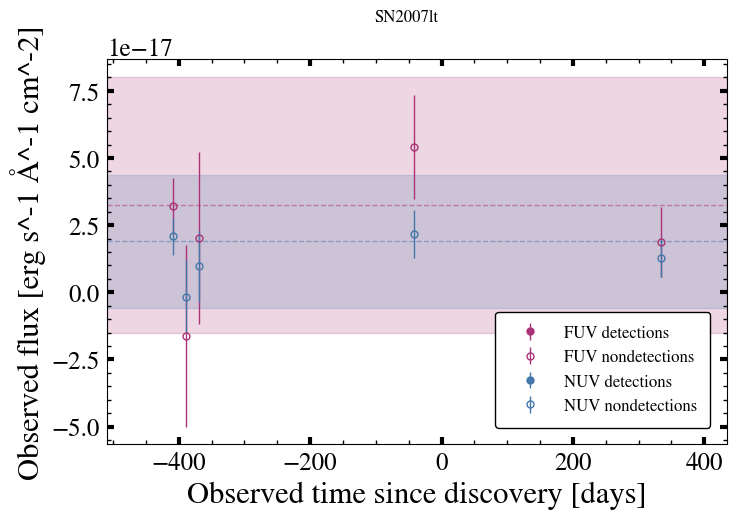 SN2007lt
1e−17
Observed flux [erg s^-1 Å^-1 cm^-2]
7.5
5.0
2.5
0.0
−2.5
−5.0
FUV detections
FUV nondetections
NUV detections
NUV nondetections
−400
−200
0
200
400
Observed time since discovery [days]